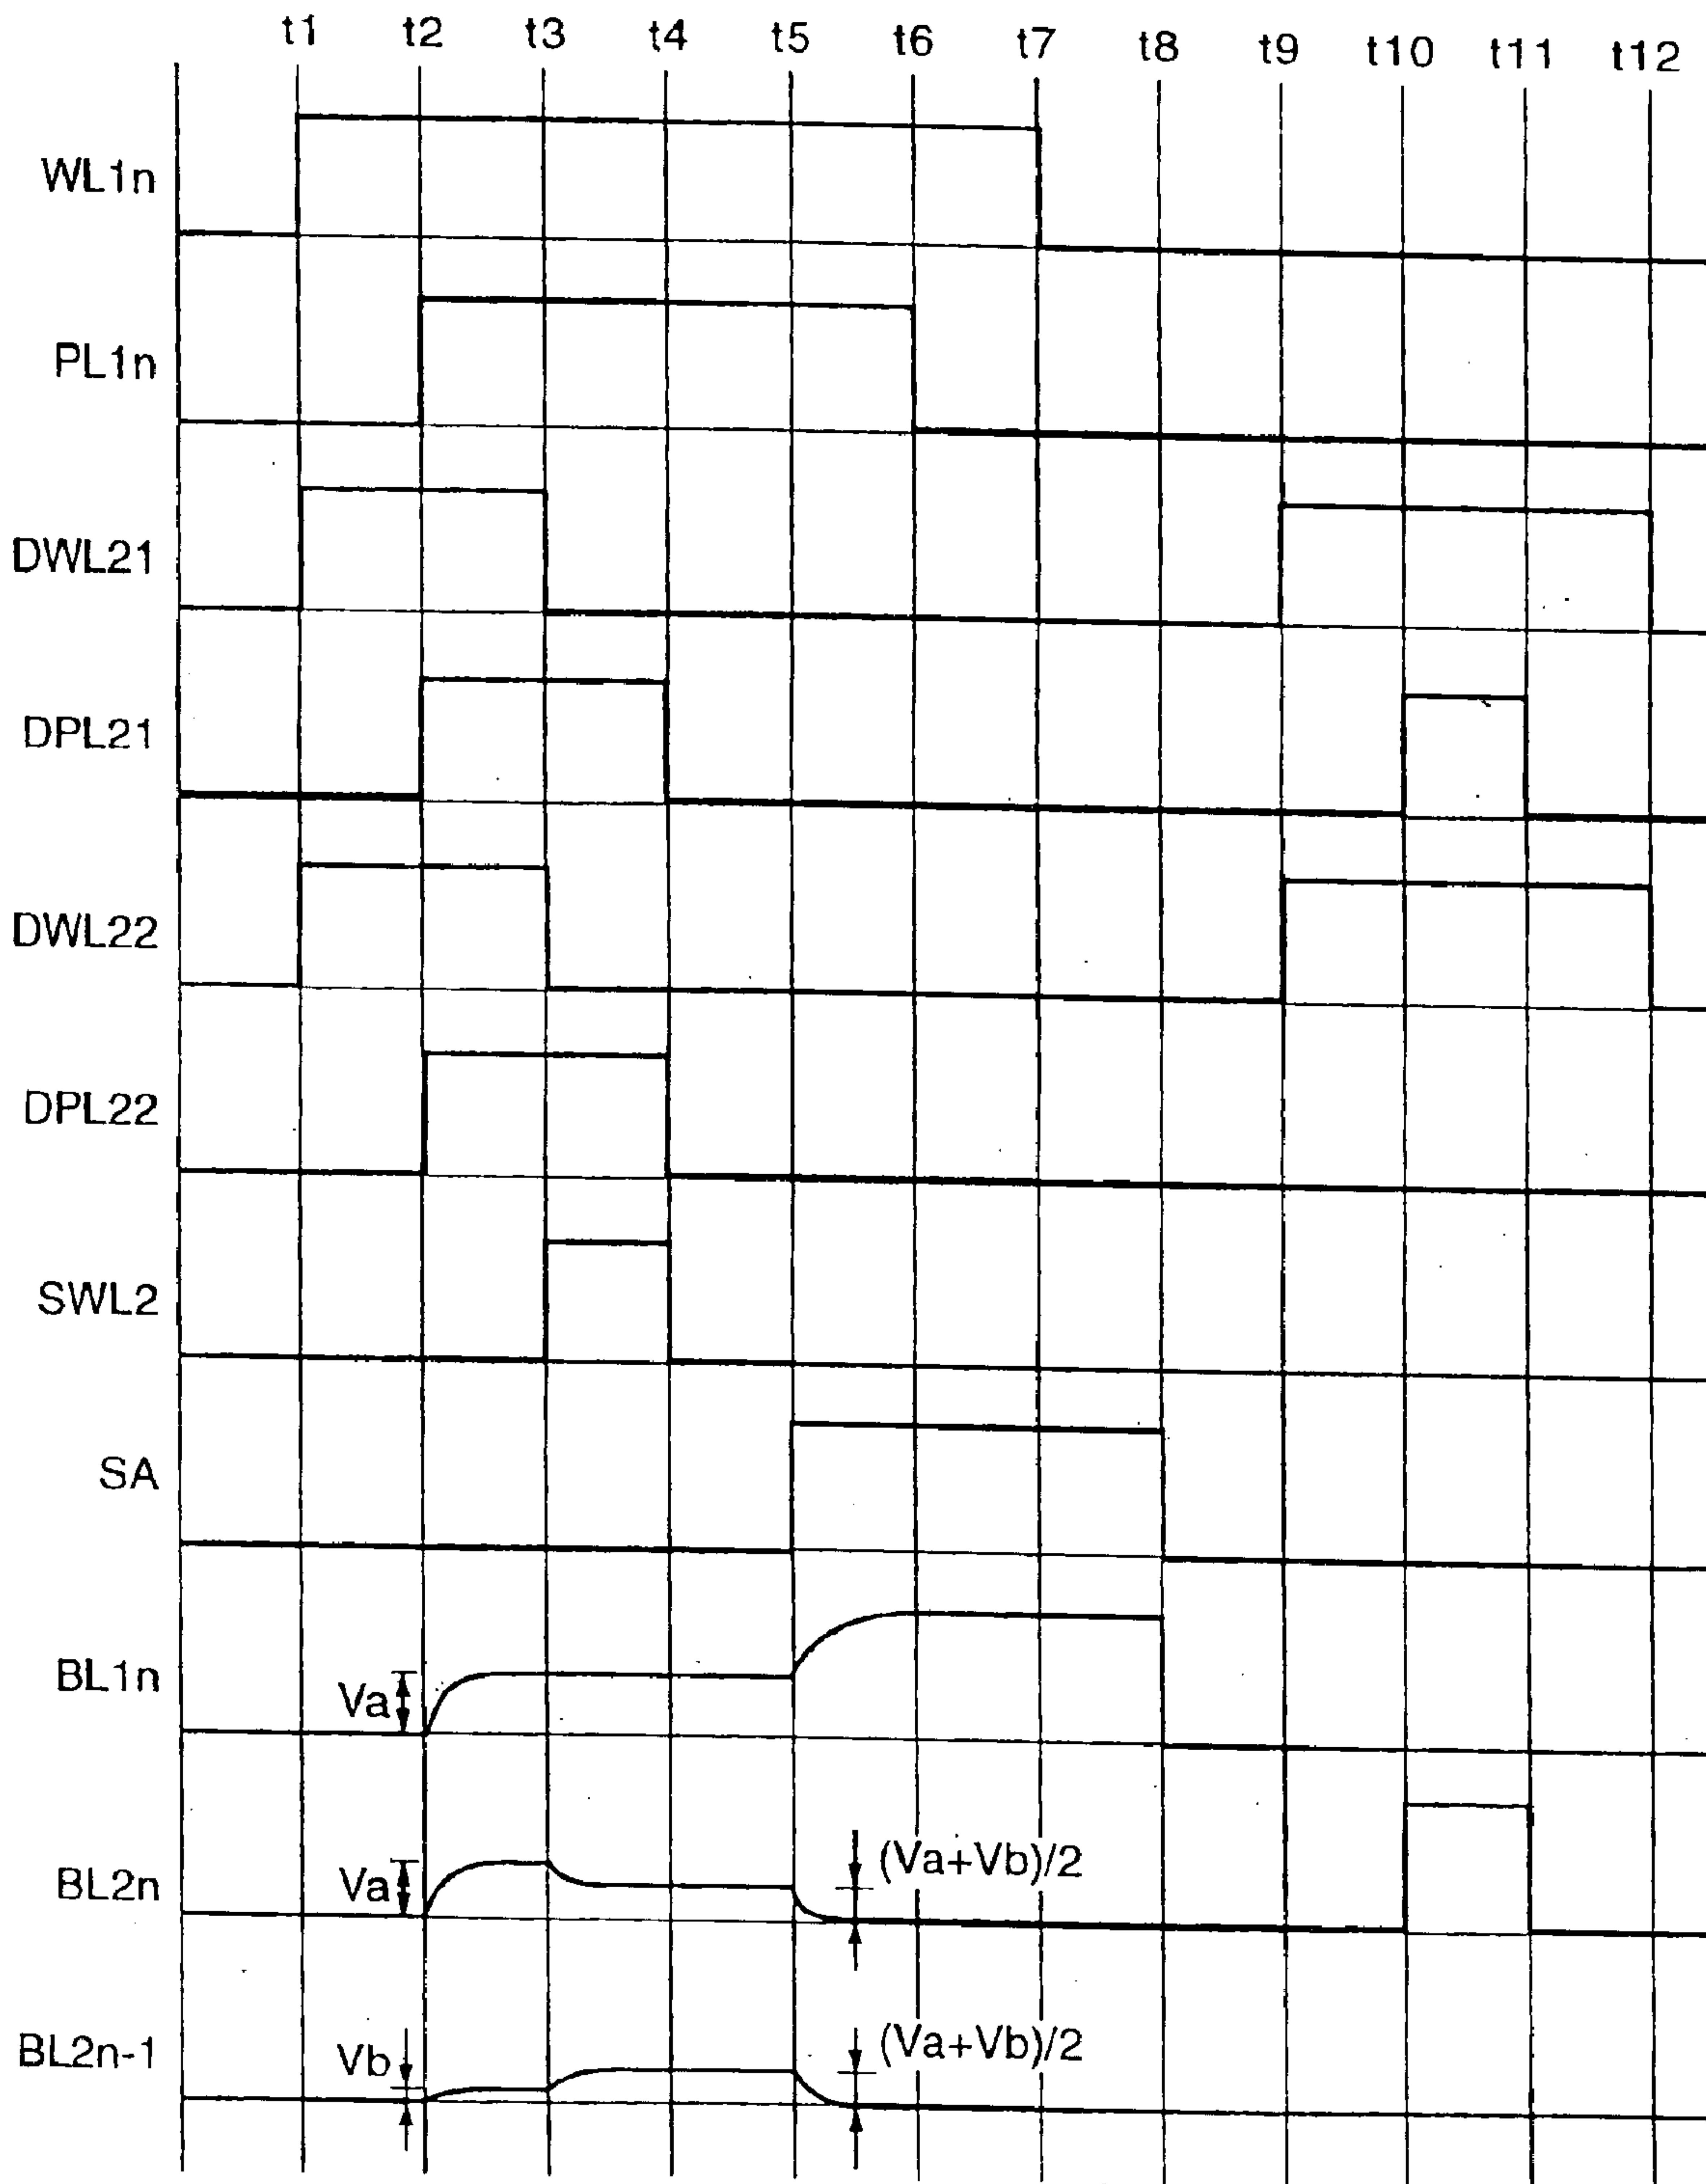 t1 t2 t3 t4 t5 t6 t7 t8 t9 t10 t11 t12
WL1n
PL1n
DWL21
DPL21
DWL22
DPL22
SWL2
SA
BL1n
Va
BL2n
Va
(Va+Vb)/2
BL2n-1
Vb
(Va+Vb)/2